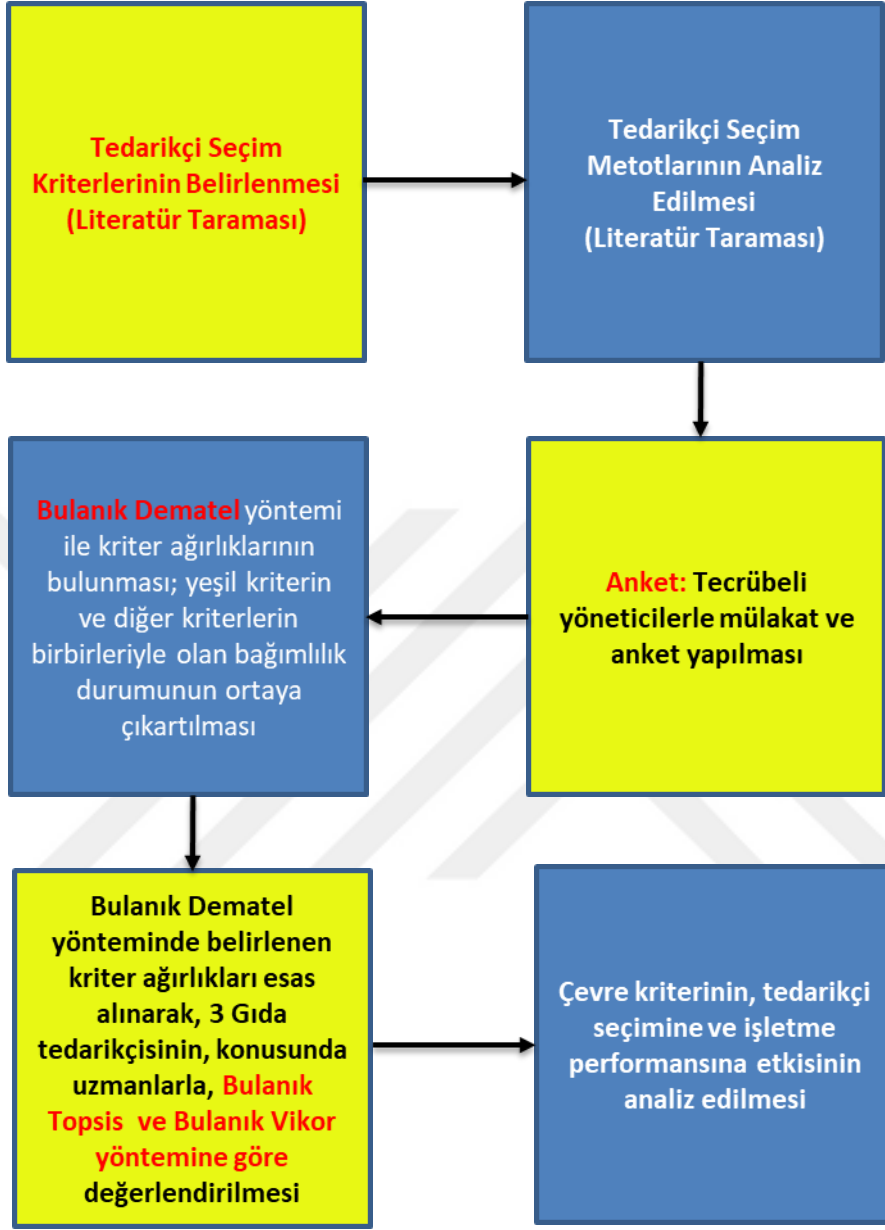 Tedarikçi Seçim
Kriterlerinin Belirlenmesi
(Literatür Taraması)
Tedarikçi Seçim
Metotlarının Analiz
Edilmesi
(Literatür Taraması)
Anket: Tecrübeli
yöneticilerle mülakat ve
anket yapılması
Bulanık Dematel yöntemi
ile kriter ağırlıklarının
bulunması; yeşil kriterin
ve diğer kriterlerin
birbirleriyle olan bağımlılık
durumunun ortaya
çıkartılması
Bulanık Dematel
yönteminde belirlenen
kriter ağırlıkları esas
alınarak, 3 Gıda
tedarikçisinin, konusunda
uzmanlarla, Bulanık
Topsis ve Bulanık Vikor
yöntemine göre
değerlendirilmesi
Çevre kriterinin, tedarikçi
seçimine ve işletme
performansına etkisinin
analiz edilmesi